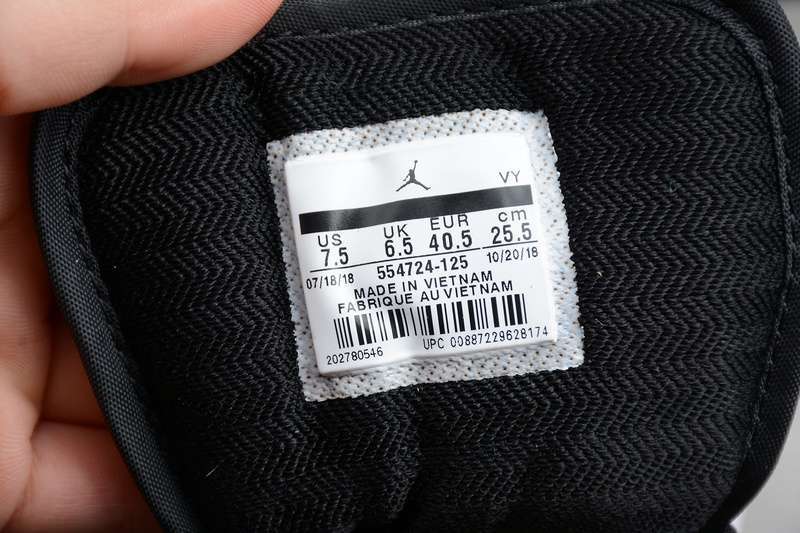 VY
US UK EUR cm
7.5 6.5 40.5 25.5
07/18/18 554724-125 10/20/18
MADE IN VIETNAM
FABRIQUE AU VIETNAM
202780546 UPC 00887229628174